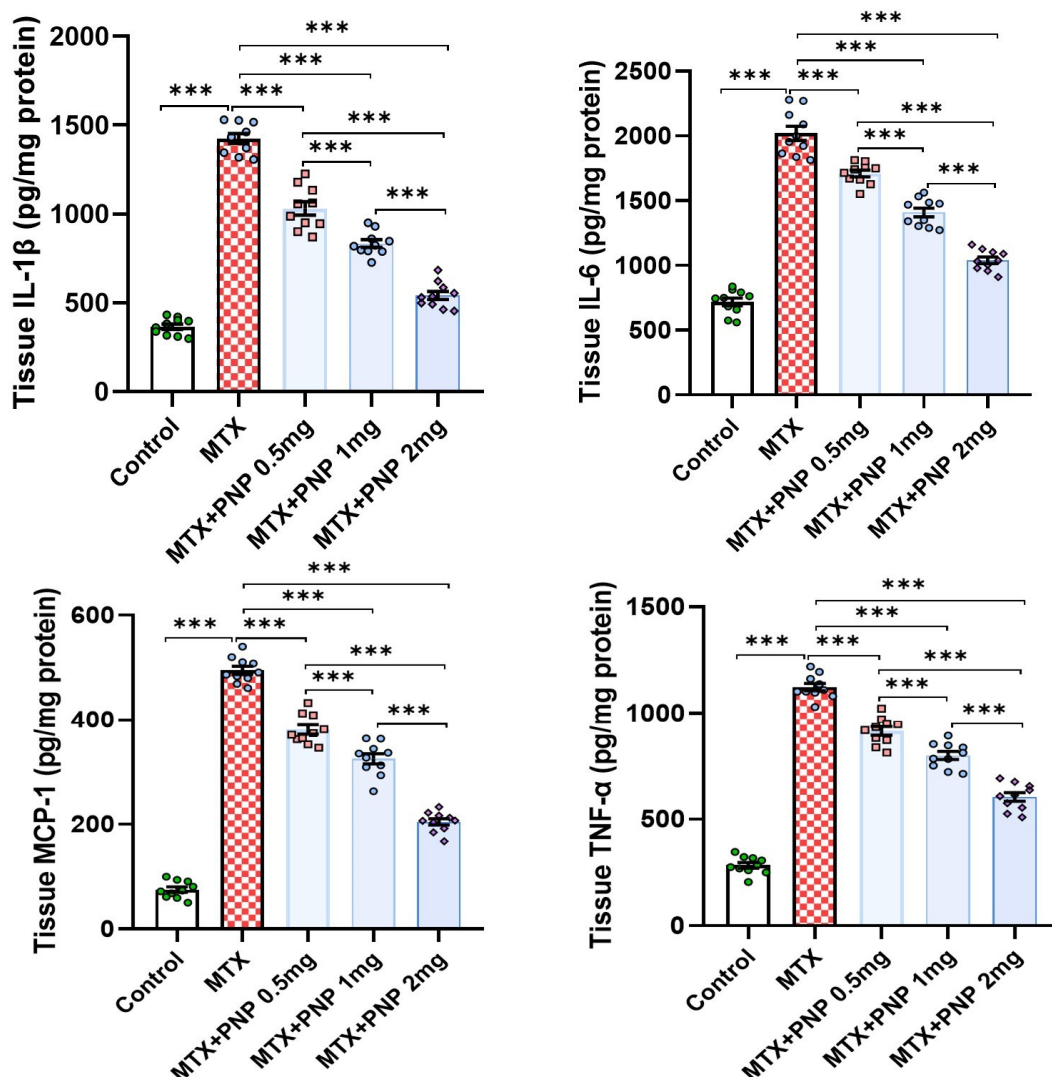 Tissue IL-1β (pg/mg protein)
2000
1500
1000
500
0
***
***
*** ***
***
***
***
Control
MTX
MTX+PNP 0.5mg
MTX+PNP 1mg
MTX+PNP 2mg
Tissue IL-6 (pg/mg protein)
2500
2000
1500
1000
500
0
***
***
*** ***
***
***
***
Control
MTX
MTX+PNP 0.5mg
MTX+PNP 1mg
MTX+PNP 2mg
Tissue MCP-1 (pg/mg protein)
600
400
200
0
***
***
*** ***
***
***
***
Control
MTX
MTX+PNP 0.5mg
MTX+PNP 1mg
MTX+PNP 2mg
Tissue TNF-α (pg/mg protein)
1500
1000
500
0
***
***
*** ***
***
***
***
Control
MTX
MTX+PNP 0.5mg
MTX+PNP 1mg
MTX+PNP 2mg